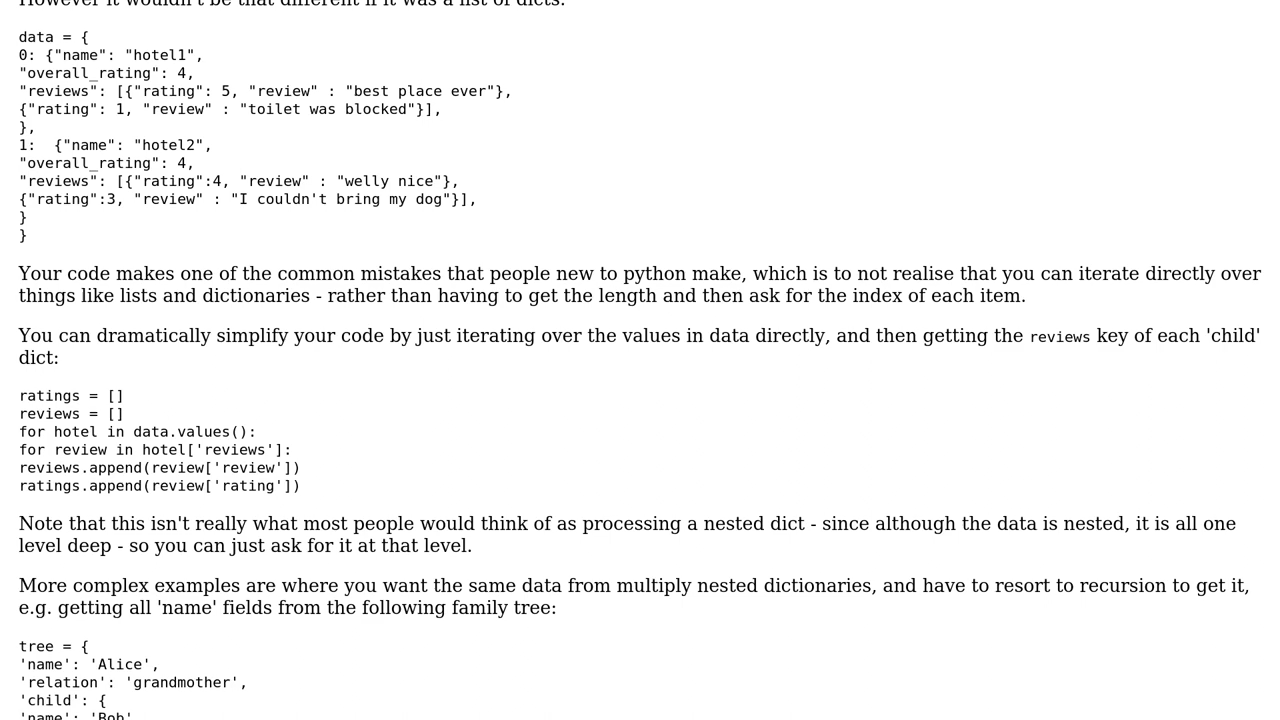 However it wouldn't be that different if it was a list of dicts:
data = {
0: {"name": "hotel1",
"overall_rating": 4,
"reviews": [{"rating": 5, "review" : "best place ever"},
{"rating": 1, "review" : "toilet was blocked"}],
},
1:  {"name": "hotel2",
"overall_rating": 4,
"reviews": [{"rating":4, "review" : "welly nice"},
{"rating":3, "review" : "I couldn't bring my dog"}],
}
}
Your code makes one of the common mistakes that people new to python make, which is to not realise that you can iterate directly over
things like lists and dictionaries - rather than having to get the length and then ask for the index of each item.
You can dramatically simplify your code by just iterating over the values in data directly, and then getting the reviews key of each 'child'
dict:
ratings = []
reviews = []
for hotel in data.values():
for review in hotel['reviews']:
reviews.append(review['review'])
ratings.append(review['rating'])
Note that this isn't really what most people would think of as processing a nested dict - since although the data is nested, it is all one
level deep - so you can just ask for it at that level.
More complex examples are where you want the same data from multiply nested dictionaries, and have to resort to recursion to get it,
e.g. getting all 'name' fields from the following family tree:
tree = {
'name': 'Alice',
'relation': 'grandmother',
'child': {
'name': 'Bob'